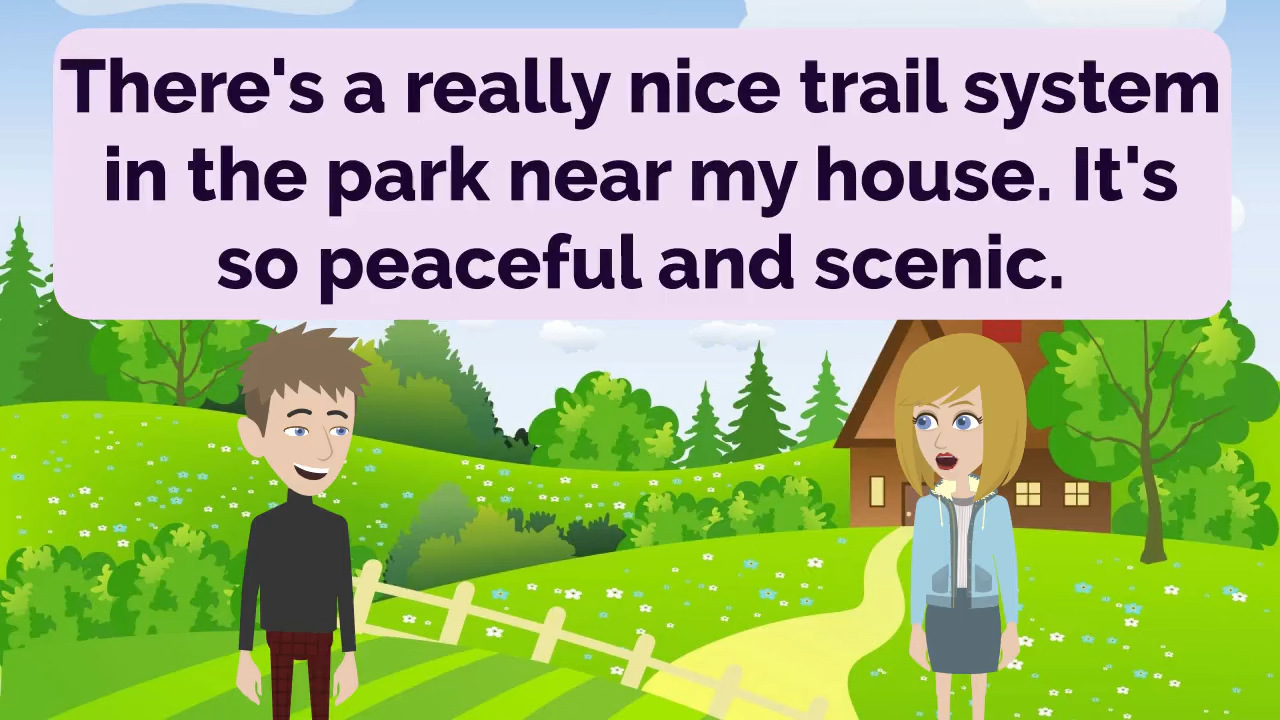 There's a really nice trail system
in the park near my house. It's
so peaceful and scenic.